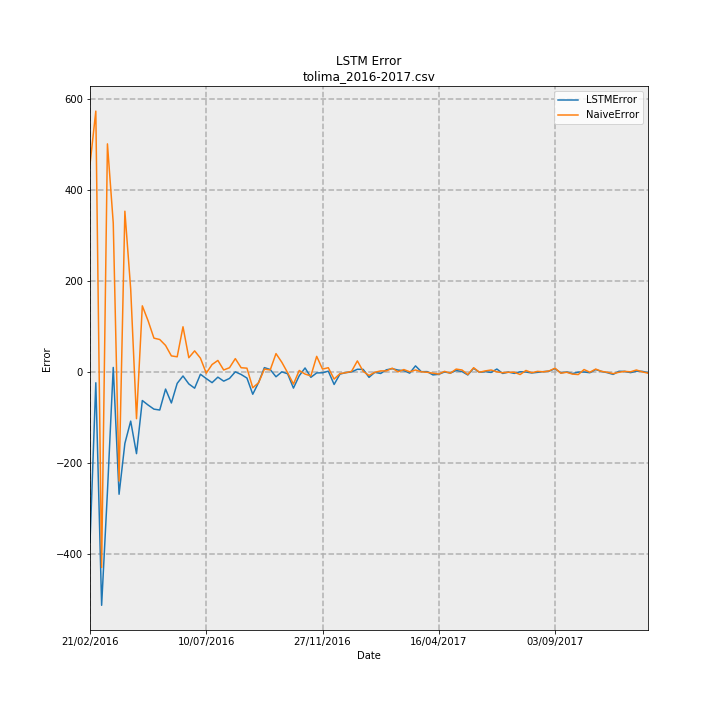 LSTM Error
tolima_2016-2017.csv
LSTMError
NaiveError
600
400
200
0
−200
−400
Error
21/02/2016
10/07/2016
27/11/2016
16/04/2017
03/09/2017
Date